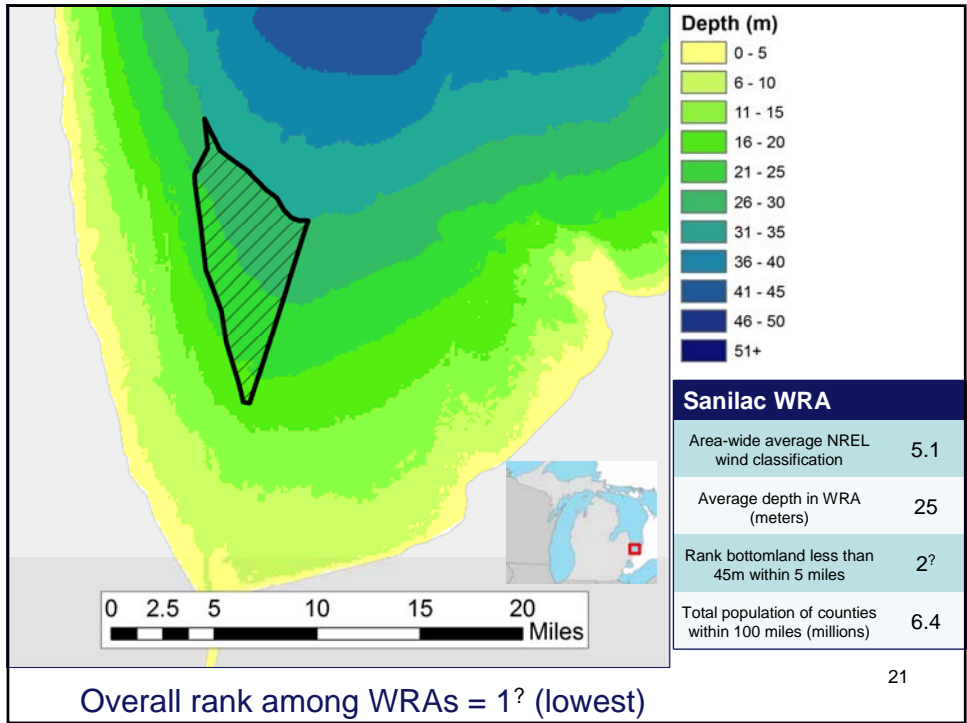 Depth (m)
0 - 5
6 - 10
11 - 15
16 - 20
21 - 25
26 - 30
31 - 35
36 - 40
41 - 45
46 - 50
51+
Sanilac WRA
Area-wide average NREL
wind classification
5.1
Average depth in WRA
(meters)
25
Rank bottomland less than
45m within 5 miles
2?
Total population of counties
within 100 miles (millions)
6.4
0 2.5 5 10 15 20
Miles
21
Overall rank among WRAs = 1? (lowest)